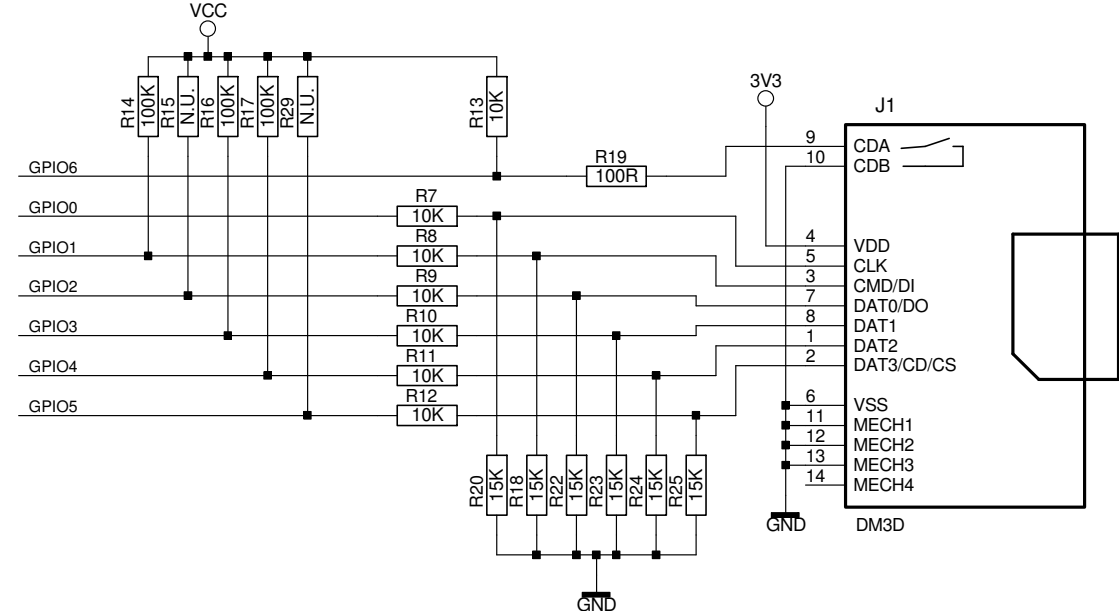 VCC
R14 100K
R15 N.U.
R16 100K
R17 100K
R29 N.U.
R13 10K
3V3
J1
GPIO6
R19
100R
9 CDA
10 CDB
GPIO0
R7
10K
GPIO1
R8
10K
GPIO2
R9
10K
GPIO3
R10
10K
GPIO4
R11
10K
GPIO5
R12
10K
4 VDD
5 CLK
3 CMD/DI
7 DAT0/DO
8 DAT1
1 DAT2
2 DAT3/CD/CS
6 VSS
11 MECH1
12 MECH2
13 MECH3
14 MECH4
R20 15K
R18 15K
R22 15K
R23 15K
R24 15K
R25 15K
GND
DM3D
GND